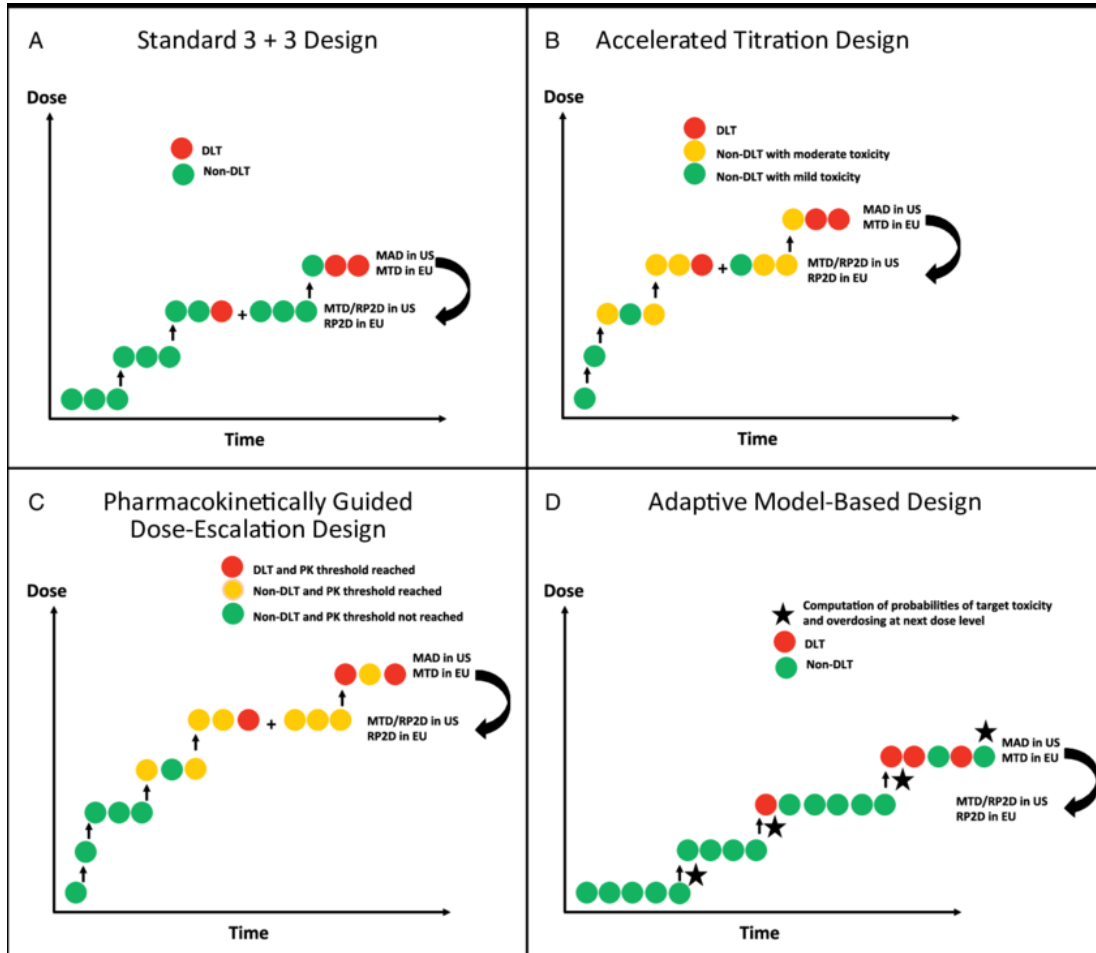 A
Standard 3 + 3 Design
Dose
DLT
Non-DLT
MAD in US
MTD in EU
+
MTD/RP2D in US
RP2D in EU
Time
B
Accelerated Titration Design
Dose
DLT
Non-DLT with moderate toxicity
Non-DLT with mild toxicity
MAD in US
MTD in EU
+
MTD/RP2D in US
RP2D in EU
Time
C
Pharmacokinetically Guided
Dose-Escalation Design
DLT and PK threshold reached
Dose
Non-DLT and PK threshold reached
Non-DLT and PK threshold not reached
MAD in US
MTD in EU
+
MTD/RP2D in US
RP2D in EU
Time
D
Adaptive Model-Based Design
Dose
Computation of probabilities of target toxicity
and overdosing at next dose level
DLT
Non-DLT
MAD in US
MTD in EU
MTD/RP2D in US
RP2D in EU
Time